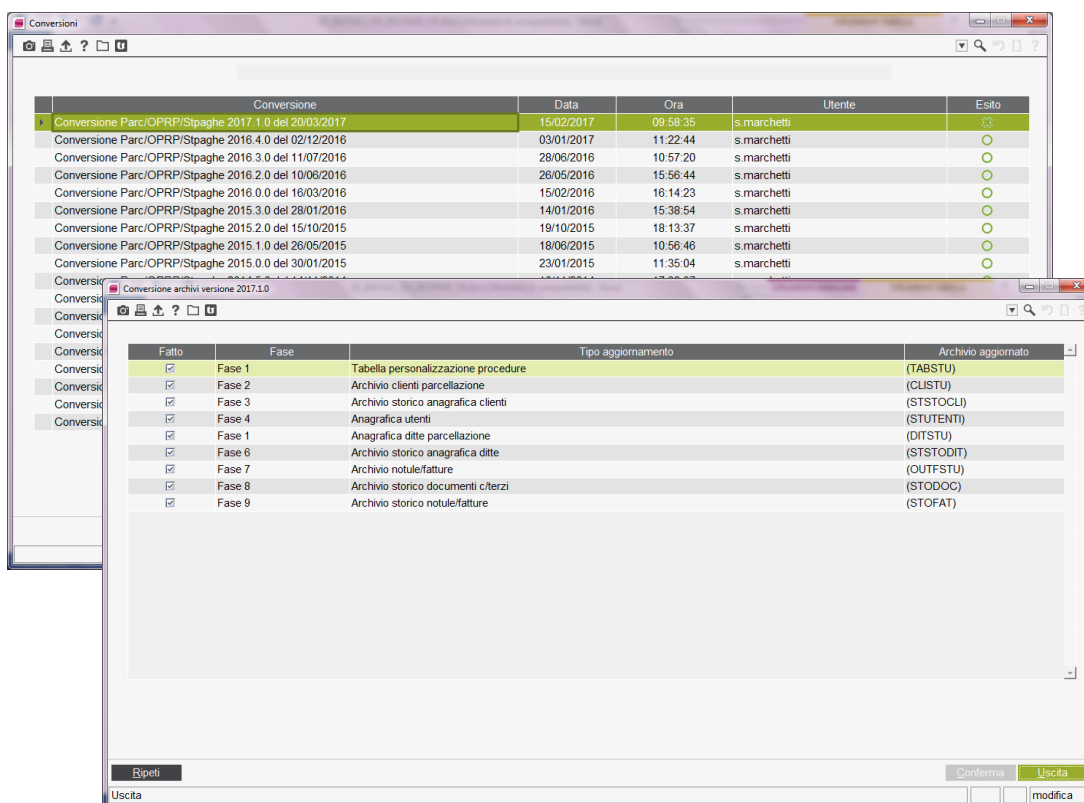 Conversioni
Conversione Data Ora Utente Esito
Conversione Parc/OPRP/Stpaghe 2017.1.0 del 20/03/2017 15/02/2017 09:58:35 s.marchetti
Conversione Parc/OPRP/Stpaghe 2016.4.0 del 02/12/2016 03/01/2017 11:22:44 s.marchetti
Conversione Parc/OPRP/Stpaghe 2016.3.0 del 11/07/2016 28/06/2016 10:57:20 s.marchetti
Conversione Parc/OPRP/Stpaghe 2016.2.0 del 10/06/2016 26/05/2016 15:56:44 s.marchetti
Conversione Parc/OPRP/Stpaghe 2016.0.0 del 16/03/2016 15/02/2016 16:14:23 s.marchetti
Conversione Parc/OPRP/Stpaghe 2015.3.0 del 28/01/2016 14/01/2016 15:38:54 s.marchetti
Conversione Parc/OPRP/Stpaghe 2015.2.0 del 15/10/2015 19/10/2015 18:13:37 s.marchetti
Conversione Parc/OPRP/Stpaghe 2015.1.0 del 26/05/2015 18/06/2015 10:56:46 s.marchetti
Conversione Parc/OPRP/Stpaghe 2015.0.0 del 30/01/2015 23/01/2015 11:35:04 s.marchetti
Conversione archivi versione 2017.1.0
Fatto Fase Tipo aggiornamento Archivio aggiornato
Fase 1 Tabella personalizzazione procedure (TABSTU)
Fase 2 Archivio clienti parcellazione (CLISTU)
Fase 3 Archivio storico anagrafica clienti (STSTOCLI)
Fase 4 Anagrafica utenti (STUTENTI)
Fase 1 Anagrafica ditte parcellazione (DITSTU)
Fase 6 Archivio storico anagrafica ditte (STSTODIT)
Fase 7 Archivio notule/fatture (OUTFSTU)
Fase 8 Archivio storico documenti c/terzi (STODOC)
Fase 9 Archivio storico notule/fatture (STOFAT)
Ripeti Conferma Uscita
Uscita modifica